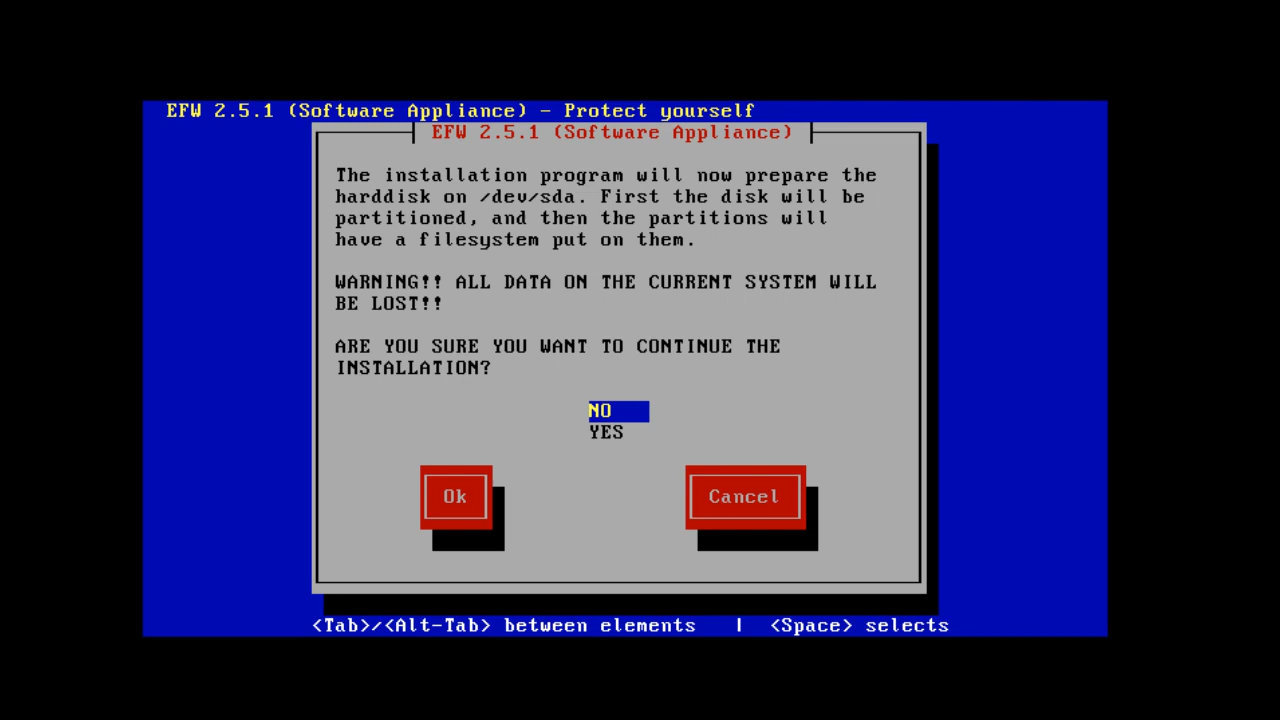 EFW 2.5.1 (Software Appliance) - Protect yourself
EFW 2.5.1 (Software Appliance)
The installation program will now prepare the
harddisk on /dev/sda. First the disk will be
partitioned, and then the partitions will
have a filesystem put on them.
WARNING!! ALL DATA ON THE CURRENT SYSTEM WILL
BE LOST!!
ARE YOU SURE YOU WANT TO CONTINUE THE
INSTALLATION?
NO
YES
Ok Cancel
<Tab>/<Alt-Tab> between elements | <Space> selects